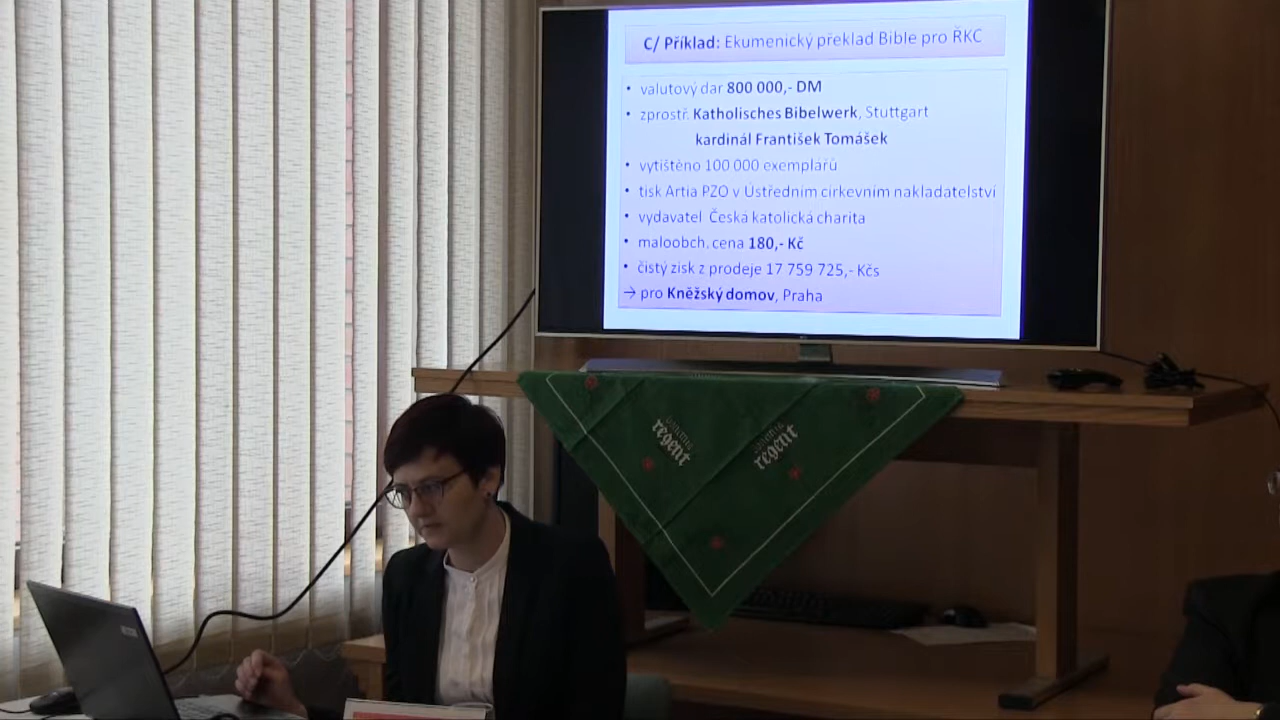 C/ Příklad: Ekumenický překlad Bible pro ŘKC
• valutový dar 800 000,- DM
• zprostř. Katholisches Bibelwerk, Stuttgart
kardinál František Tomášek
• vytištěno 100 000 exemplářů
• tisk Artia PZO v Ústředním církevním nakladatelství
• vydavatel Česká katolická charita
• maloobch. cena 180,- Kč
• čistý zisk z prodeje 17 759 725,- Kčs
→ pro Kněžský domov, Praha
regent
regent